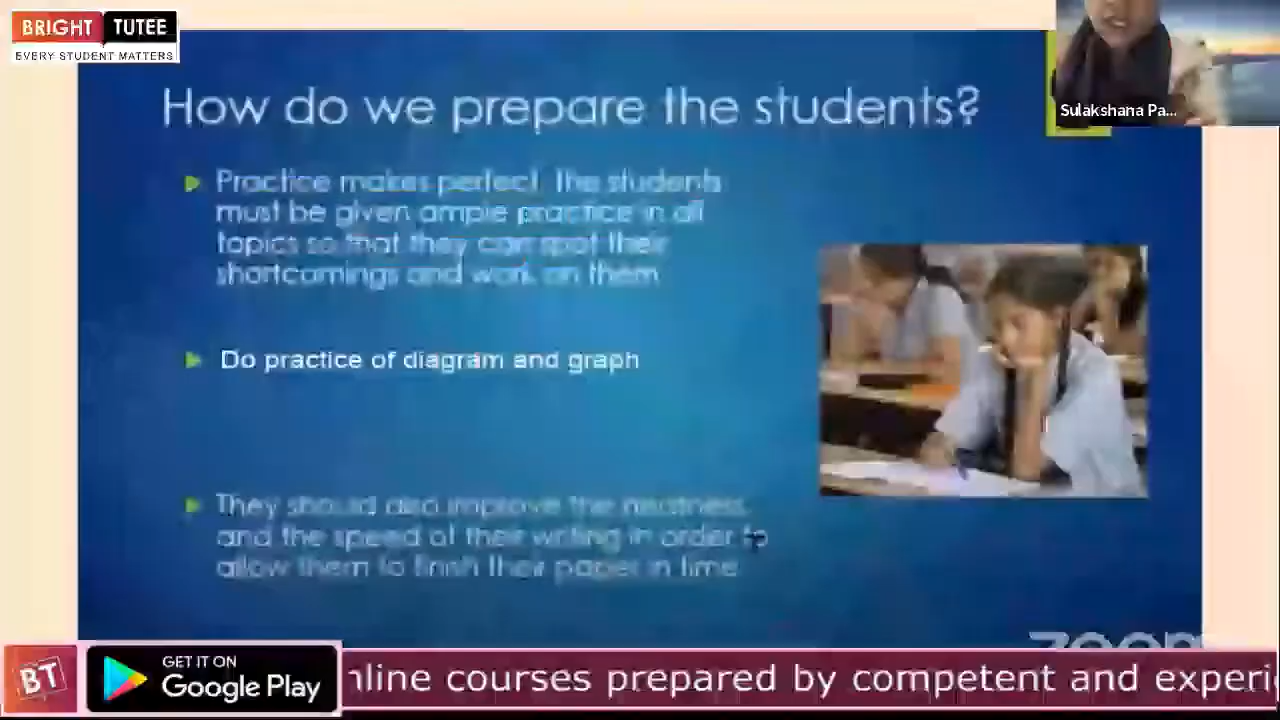 BRIGHT TUTEE
EVERY STUDENT MATTERS
Sulakshana Pa...
How do we prepare the students?
Practice makes perfect. The students
must be given ample practice in all
topics so that they can spot their
shortcomings and work on them
Do practice of diagram and graph
They should also improve the neatness
and the speed of their writing in order to
allow them to finish their paper in time
zoom
BT
GET IT ON
Google Play
nline courses prepared by competent and experi